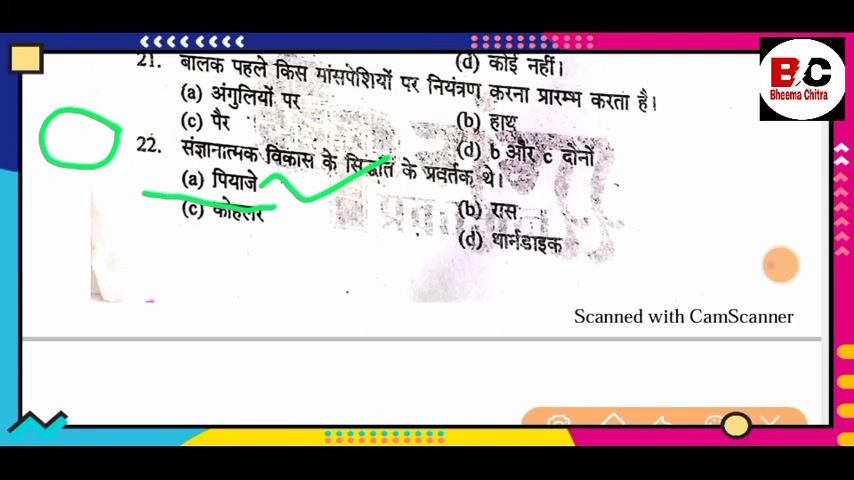 (d) कोई नहीं।
21. बालक पहले किस मांसपेशियों पर नियंत्रण करना प्रारम्भ करता है।
(a) अंगुलियों पर
(b) हाथ
(c) पैर
(d) b और c दोनों
22. संज्ञानात्मक विकास के सिद्धांत के प्रवर्तक थे।
(a) पियाजे
(b) रास
(c) कोहलर
(d) थार्नडाइक
Scanned with CamScanner
BC
Bheema Chitra